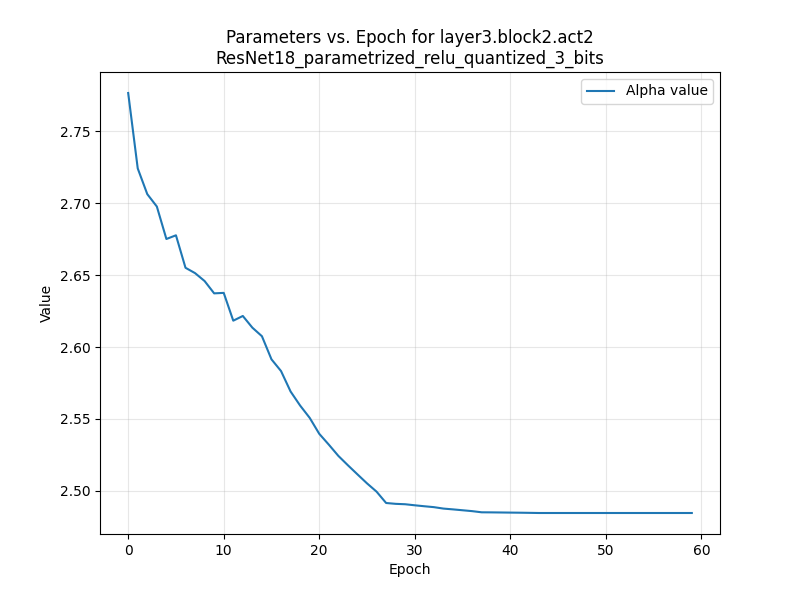 Parameters vs. Epoch for layer3.block2.act2
ResNet18_parametrized_relu_quantized_3_bits
Alpha value
2.75
2.70
2.65
2.60
2.55
2.50
Value
0 10 20 30 40 50 60
Epoch